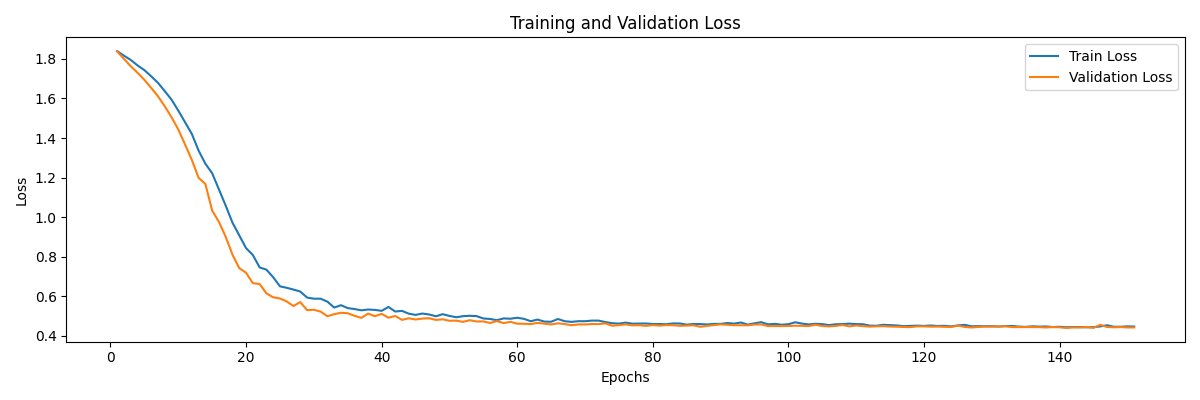 Training and Validation Loss
Train Loss
Validation Loss
1.8
1.6
1.4
1.2
1.0
0.8
0.6
0.4
Loss
0 20 40 60 80 100 120 140
Epochs